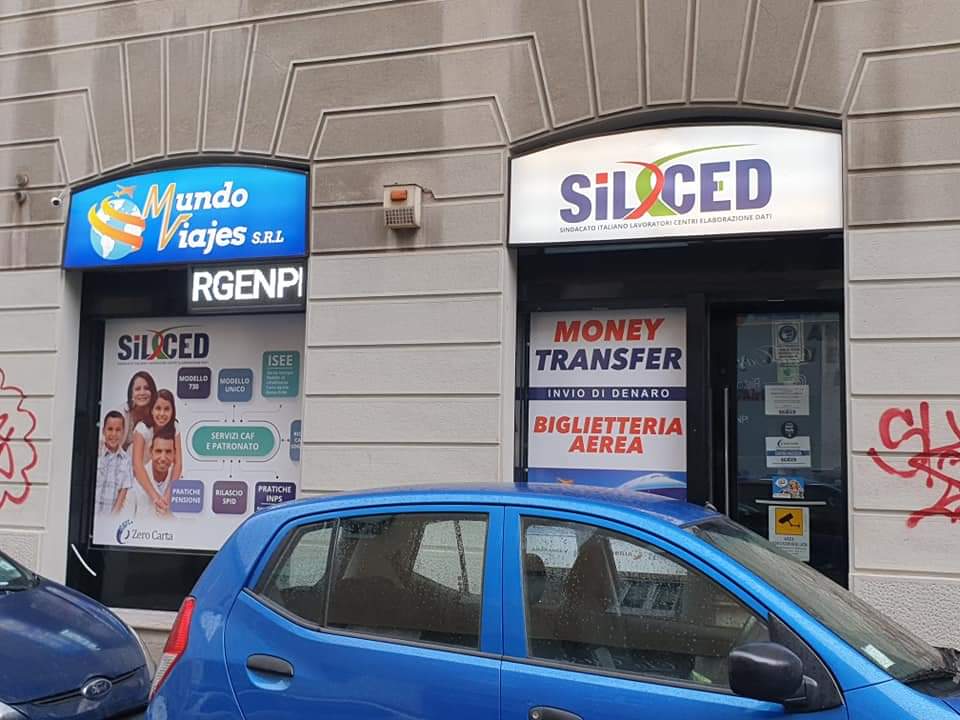 Mundo
Viajes S.R.L
RGENPI
SiLCED
ISEE
MODELLO
730
MODELLO
UNICO
SERVIZI CAF
E PATRONATO
PRATICHE
PENSIONE
RILASCIO
SPID
PRATICHE
INPS
Zero Carta
SiLCED
SINDACATO ITALIANO LAVORATORI CENTRI ELABORAZIONE DATI
MONEY
TRANSFER
INVIO DI DENARO
BIGLIETTERIA
AEREA